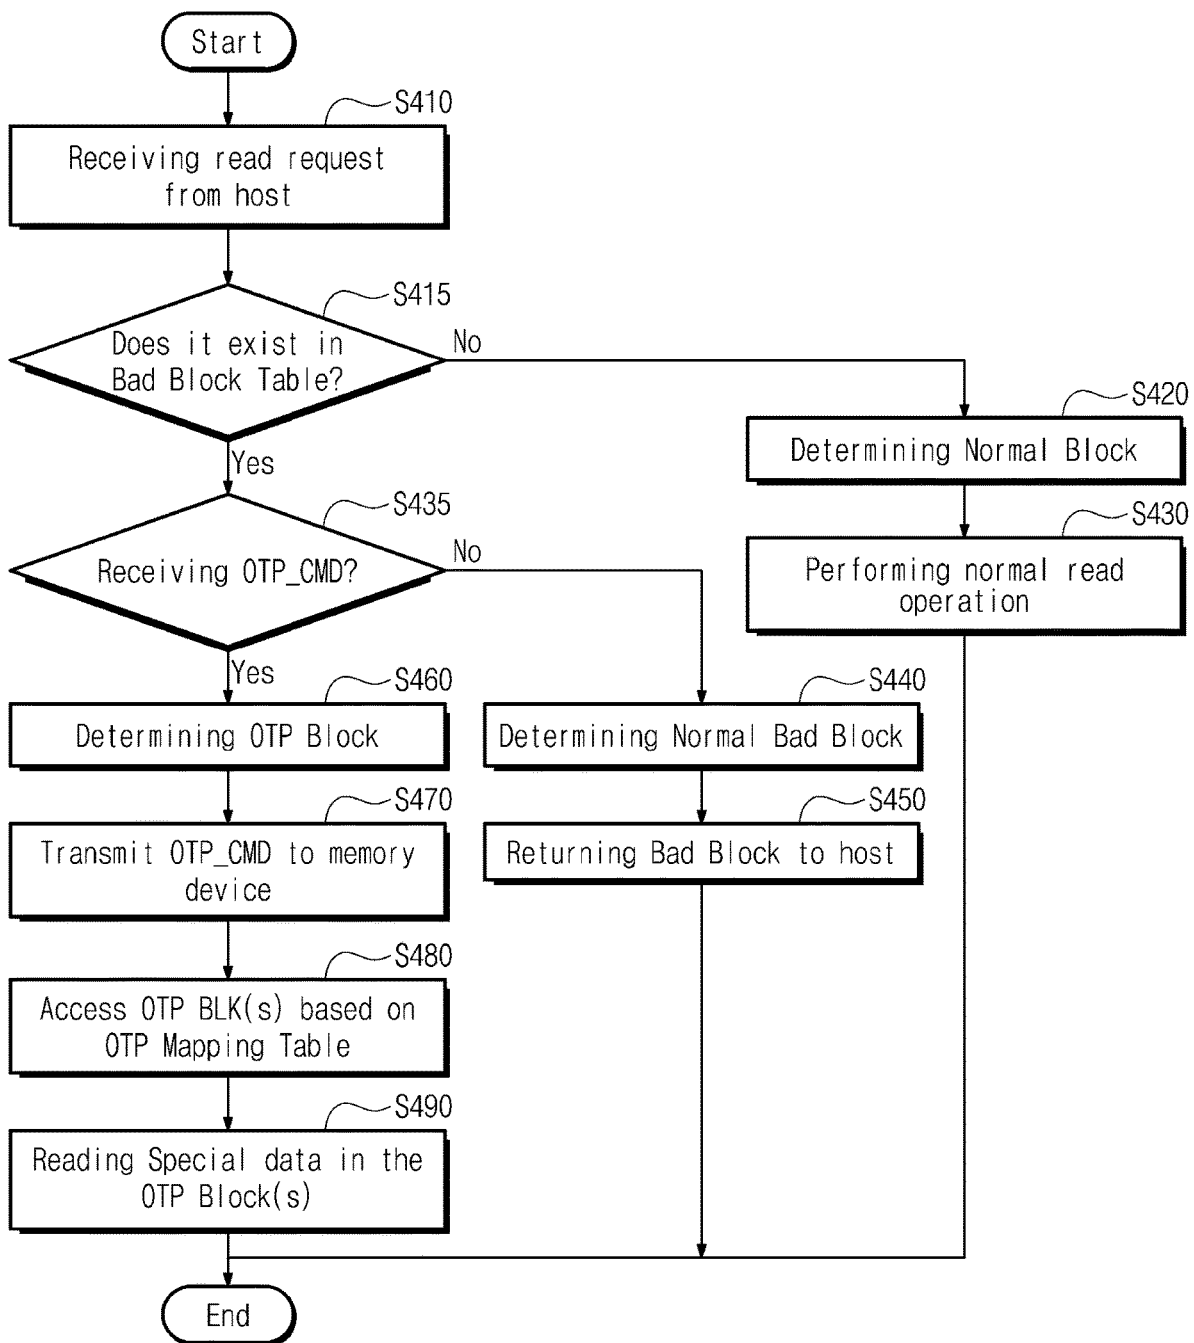 Start
S410
Receiving read request
from host
S415
Does it exist in
Bad Block Table?
No
Yes
S420
Determining Normal Block
S430
Performing normal read
operation
S435
Receiving OTP_CMD?
No
Yes
S440
Determining Normal Bad Block
S450
Returning Bad Block to host
S460
Determining OTP Block
S470
Transmit OTP_CMD to memory
device
S480
Access OTP BLK(s) based on
OTP Mapping Table
S490
Reading Special data in the
OTP Block(s)
End